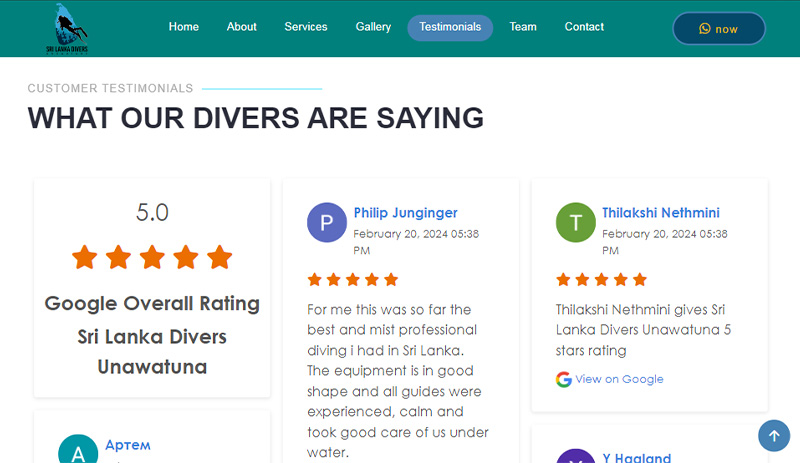 SRI LANKA DIVERS
Home About Services Gallery Testimonials Team Contact
now
CUSTOMER TESTIMONIALS
WHAT OUR DIVERS ARE SAYING
5.0
Google Overall Rating
Sri Lanka Divers
Unawatuna
P
Philip Junginger
February 20, 2024 05:38
PM
For me this was so far the
best and mist professional
diving i had in Sri Lanka.
The equipment is in good
shape and all guides were
experienced, calm and
took good care of us under
water.
T
Thilakshi Nethmini
February 20, 2024 05:38
PM
Thilakshi Nethmini gives Sri
Lanka Divers Unawatuna 5
stars rating
View on Google
A
Артем
Y Hagland